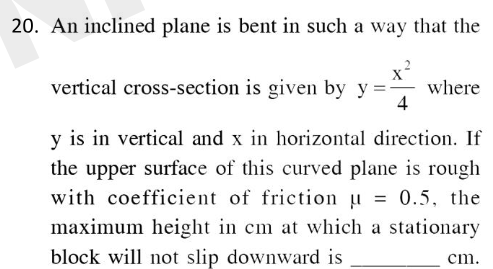 20. An inclined plane is bent in such a way that the
vertical cross-section is given by y = x²/4 where
y is in vertical and x in horizontal direction. If
the upper surface of this curved plane is rough
with coefficient of friction μ = 0.5, the
maximum height in cm at which a stationary
block will not slip downward is ________ cm.